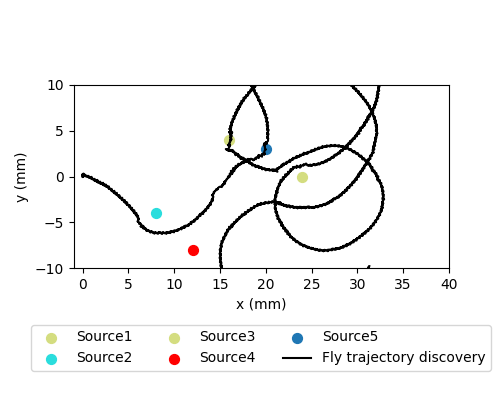 10
5
0
−5
−10
y (mm)
0 5 10 15 20 25 30 35 40
x (mm)
Source1 Source3 Source5
Source2 Source4 Fly trajectory discovery